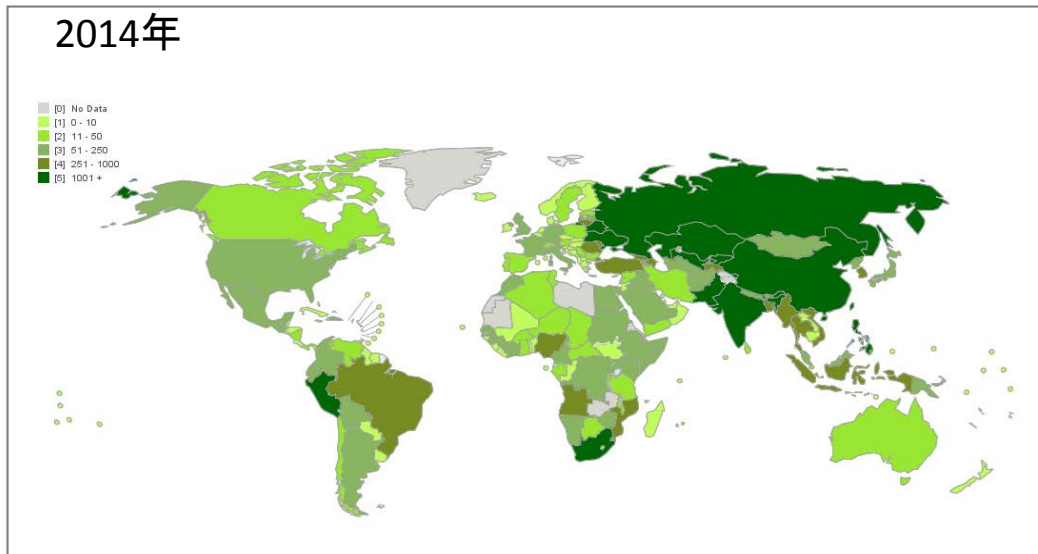 2014年
[0] No Data
[1] 0 - 10
[2] 11 - 50
[3] 51 - 250
[4] 251 - 1000
[5] 1001 +